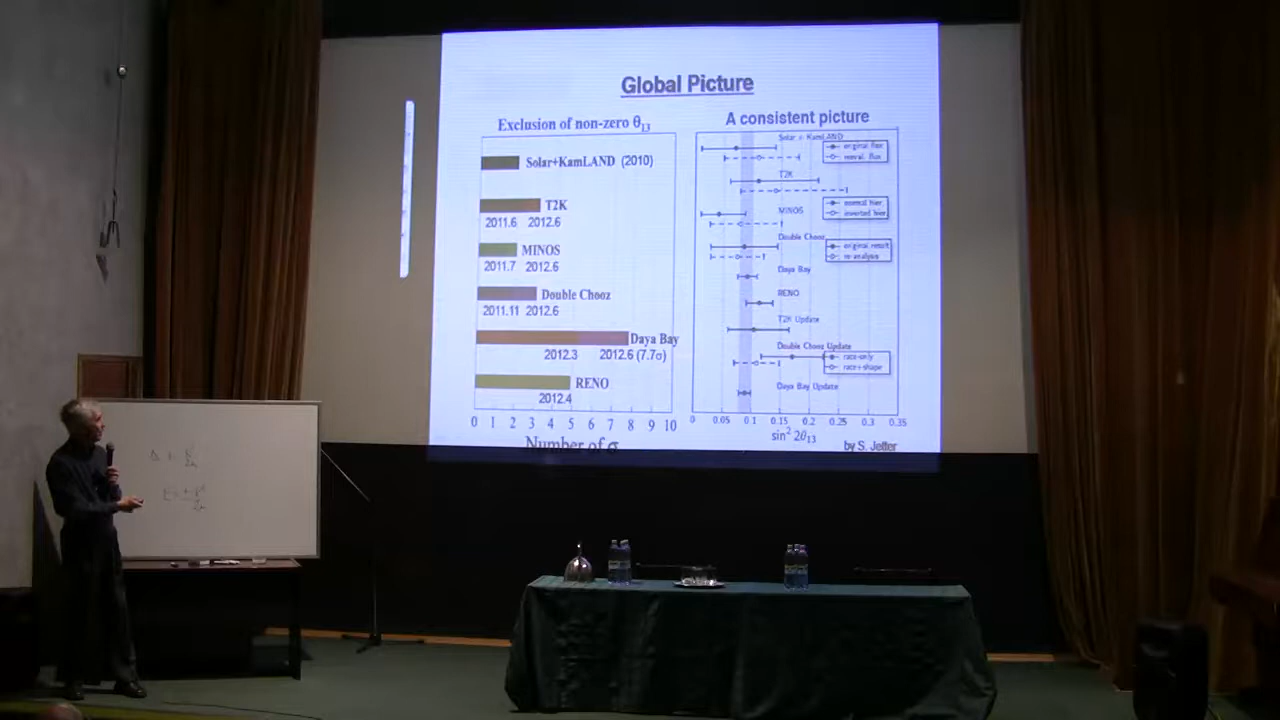 Global Picture
Exclusion of non-zero θ13
Solar+KamLAND (2010)
T2K
2011.6 2012.6
MINOS
2011.7 2012.6
Double Chooz
2011.11 2012.6
Daya Bay
2012.3 2012.6 (7.7σ)
RENO
2012.4
0 1 2 3 4 5 6 7 8 9 10
Number of σ
A consistent picture
Solar + KamLAND
original flux
reeval. flux
T2K
normal hier
inverted hier
MINOS
Double Chooz
original result
re-analysis
Daya Bay
RENO
T2K Update
Double Chooz Update
rate-only
rate+shape
Daya Bay Update
0 0.05 0.1 0.15 0.2 0.25 0.3 0.35
sin² 2θ13
by S. Jetter